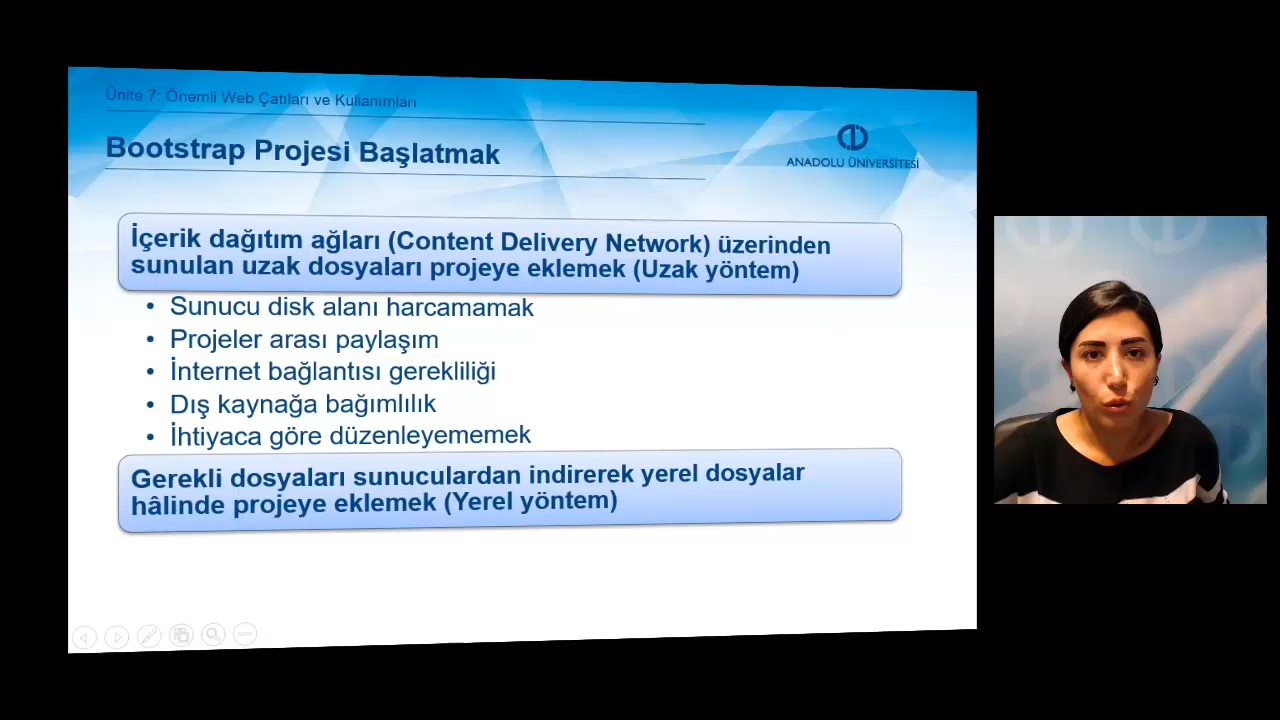 Ünite 7: Önemli Web Çatıları ve Kullanımları
Bootstrap Projesi Başlatmak
ANADOLU ÜNİVERSİTESİ
İçerik dağıtım ağları (Content Delivery Network) üzerinden
sunulan uzak dosyaları projeye eklemek (Uzak yöntem)
• Sunucu disk alanı harcamamak
• Projeler arası paylaşım
• İnternet bağlantısı gerekliliği
• Dış kaynağa bağımlılık
• İhtiyaca göre düzenleyememek
Gerekli dosyaları sunuculardan indirerek yerel dosyalar
hâlinde projeye eklemek (Yerel yöntem)